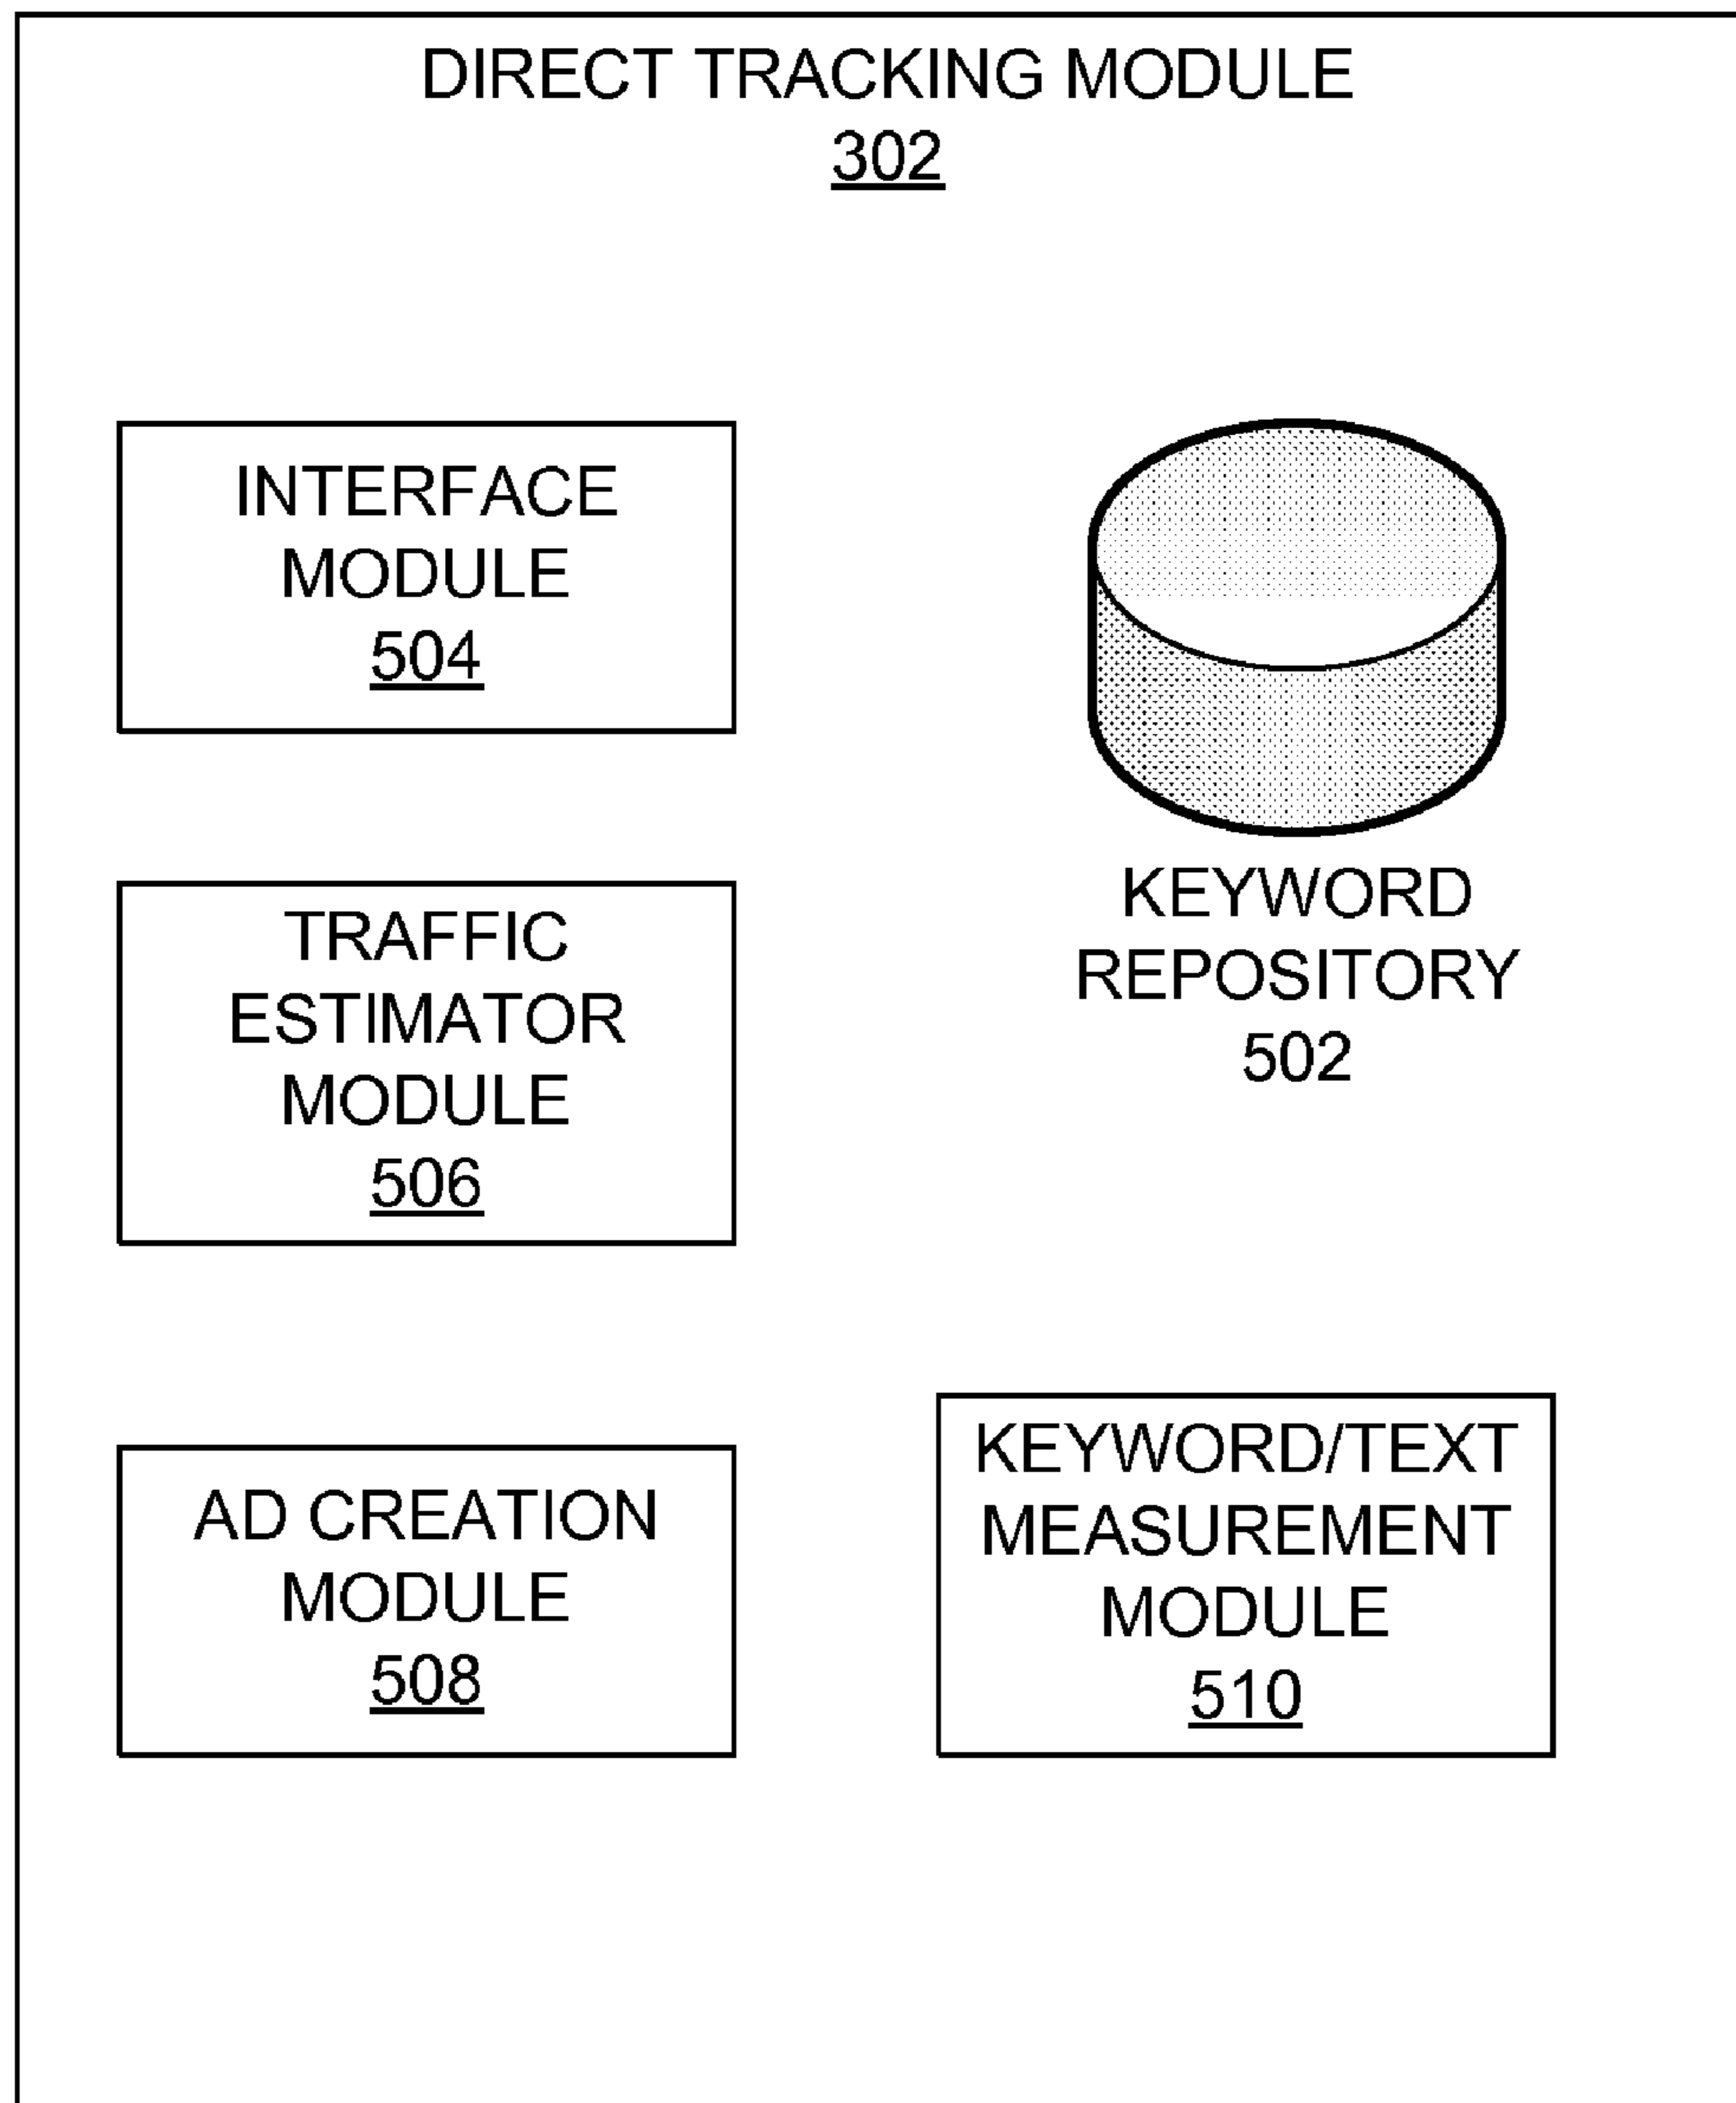 DIRECT TRACKING MODULE
302
INTERFACE
MODULE
504
KEYWORD
REPOSITORY
502
TRAFFIC
ESTIMATOR
MODULE
506
AD CREATION
MODULE
508
KEYWORD/TEXT
MEASUREMENT
MODULE
510